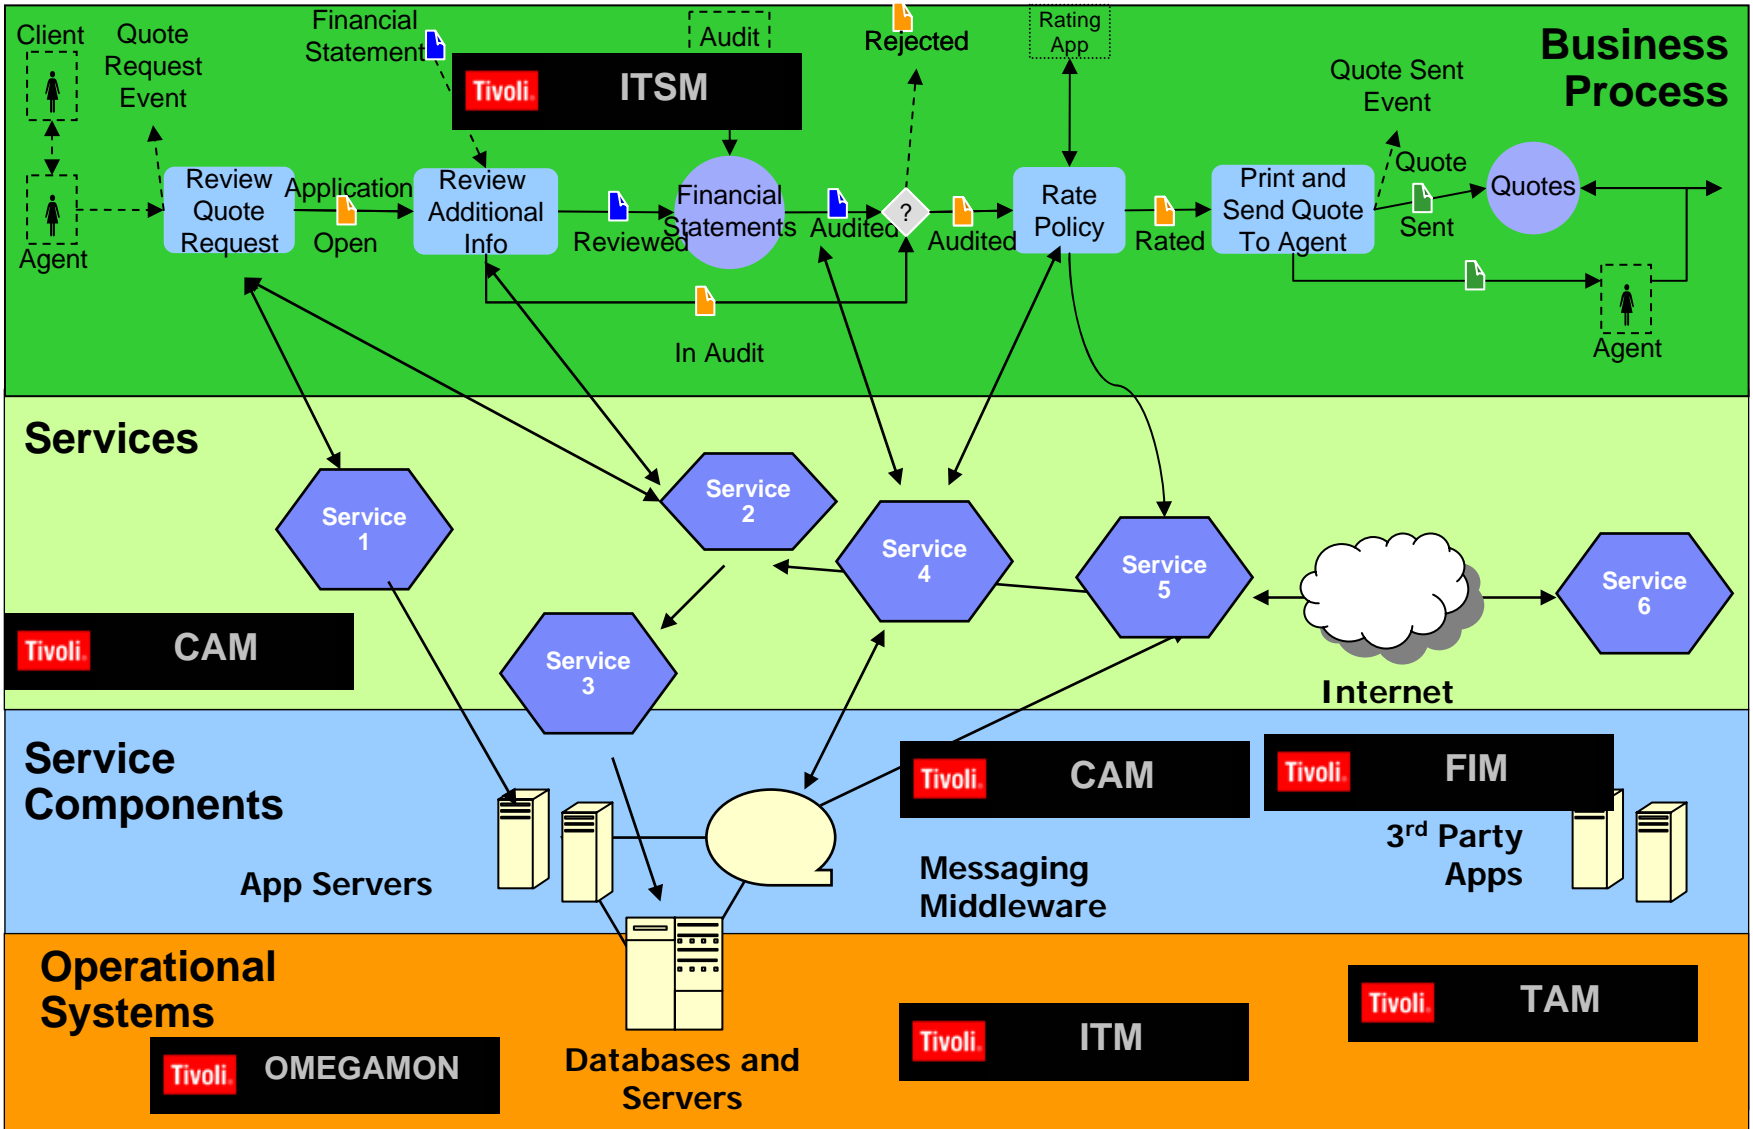 Client
Quote
Request
Event
Financial
Statement
Audit
Rejected
Rating
App
Business
Process
Tivoli.
ITSM
Quote Sent
Event
Review
Quote
Request
Application
Open
Review
Additional
Info
Reviewed
Financial
Statements
Audited
?
Audited
Rate
Policy
Rated
Print and
Send Quote
To Agent
Quote
Sent
Quotes
Agent
In Audit
Agent
Services
Service
1
Service
2
Service
4
Service
5
Service
6
Service
3
Tivoli.
CAM
Internet
Service
Components
Tivoli.
CAM
Tivoli.
FIM
3rd Party
Apps
App Servers
Messaging
Middleware
Operational
Systems
Tivoli.
TAM
Tivoli.
ITM
Tivoli.
OMEGAMON
Databases and
Servers